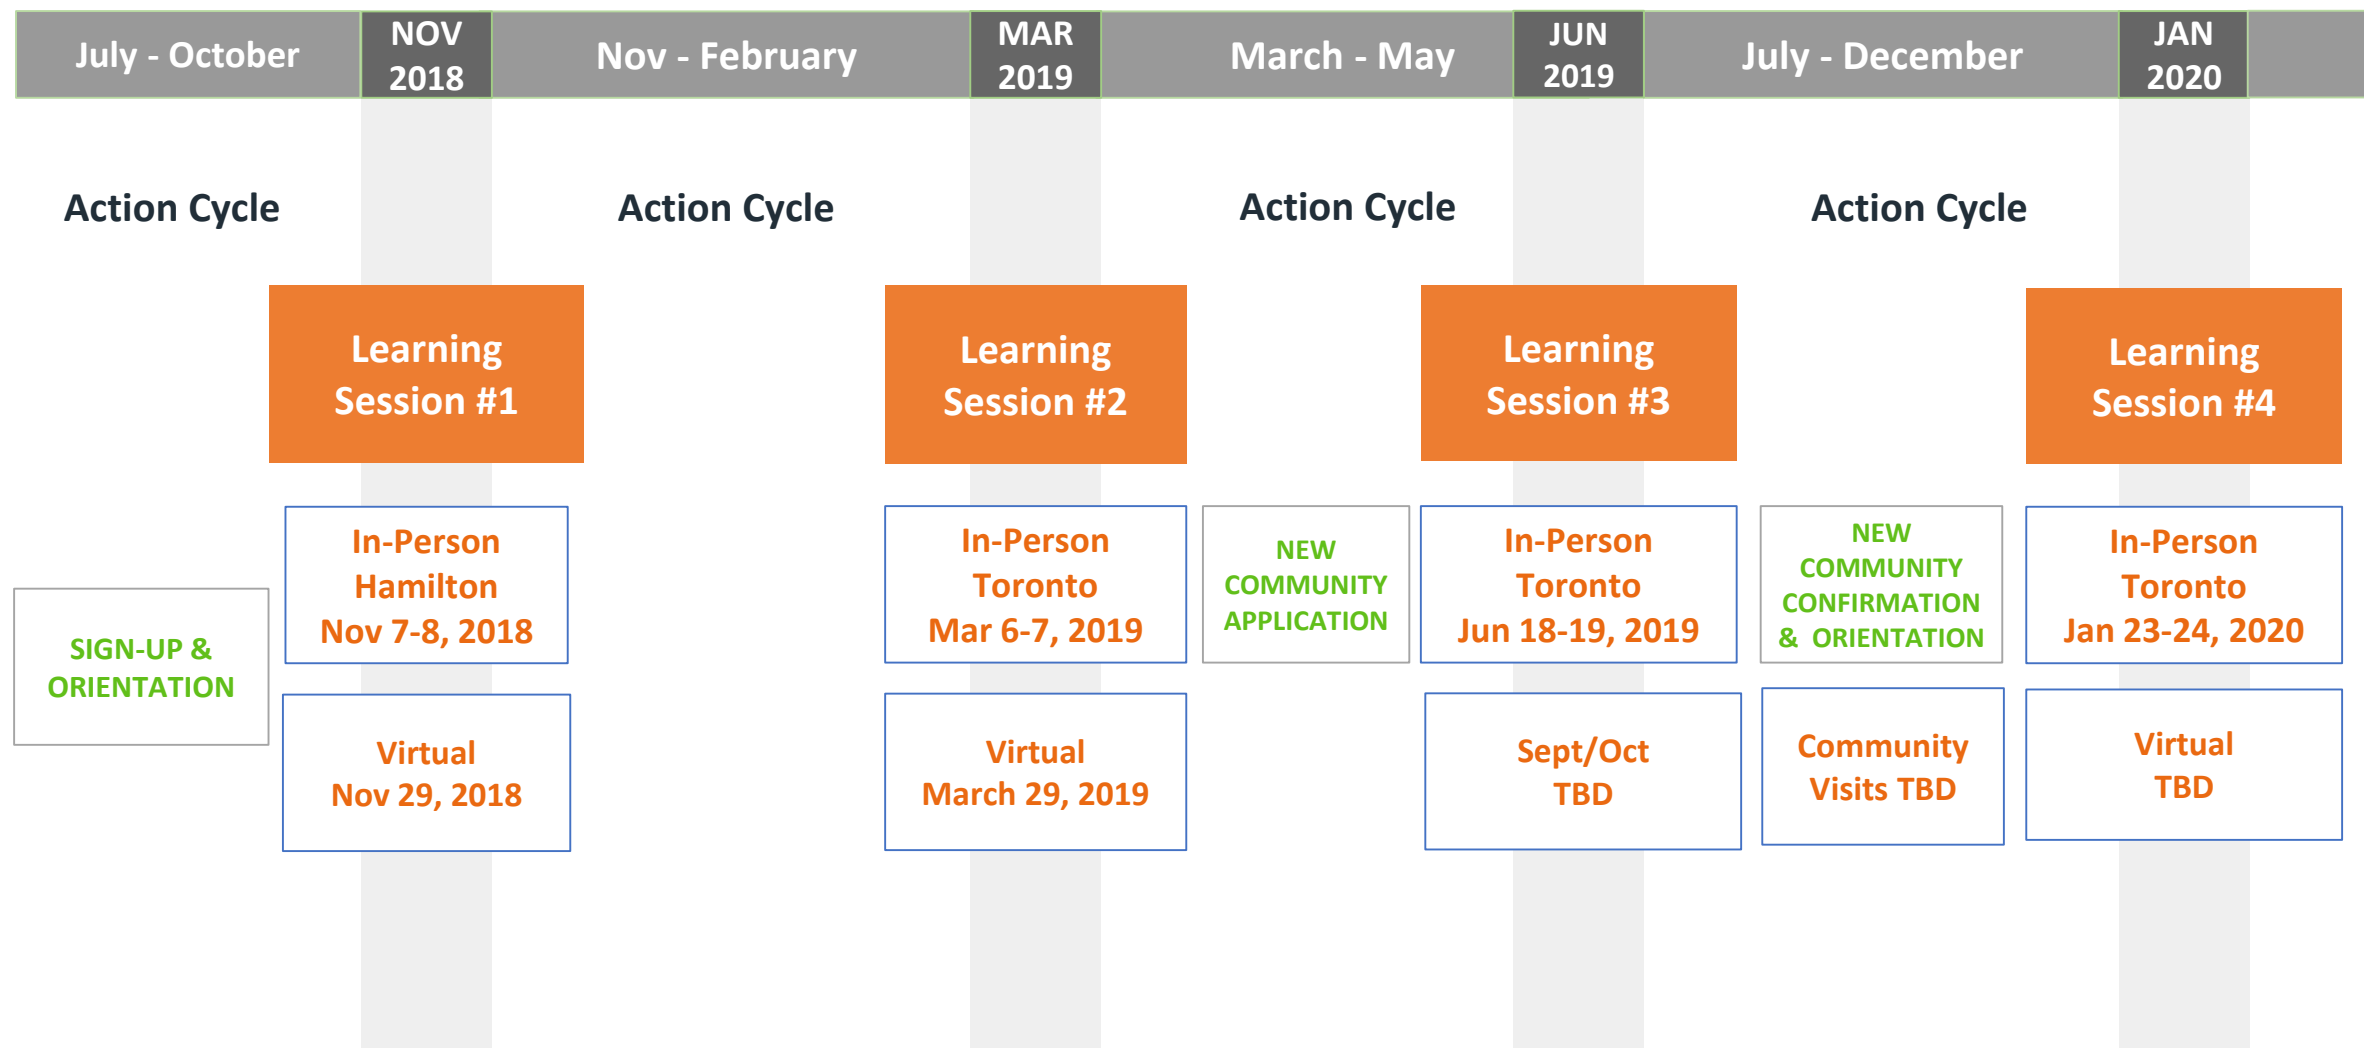 July - October
NOV
2018
Nov - February
MAR
2019
March - May
JUN
2019
July - December
JAN
2020
Action Cycle
Action Cycle
Action Cycle
Action Cycle
Learning
Session #1
Learning
Session #2
Learning
Session #3
Learning
Session #4
SIGN-UP &
ORIENTATION
In-Person
Hamilton
Nov 7-8, 2018
In-Person
Toronto
Mar 6-7, 2019
NEW
COMMUNITY
APPLICATION
In-Person
Toronto
Jun 18-19, 2019
NEW
COMMUNITY
CONFIRMATION
& ORIENTATION
In-Person
Toronto
Jan 23-24, 2020
Virtual
Nov 29, 2018
Virtual
March 29, 2019
Sept/Oct
TBD
Community
Visits TBD
Virtual
TBD